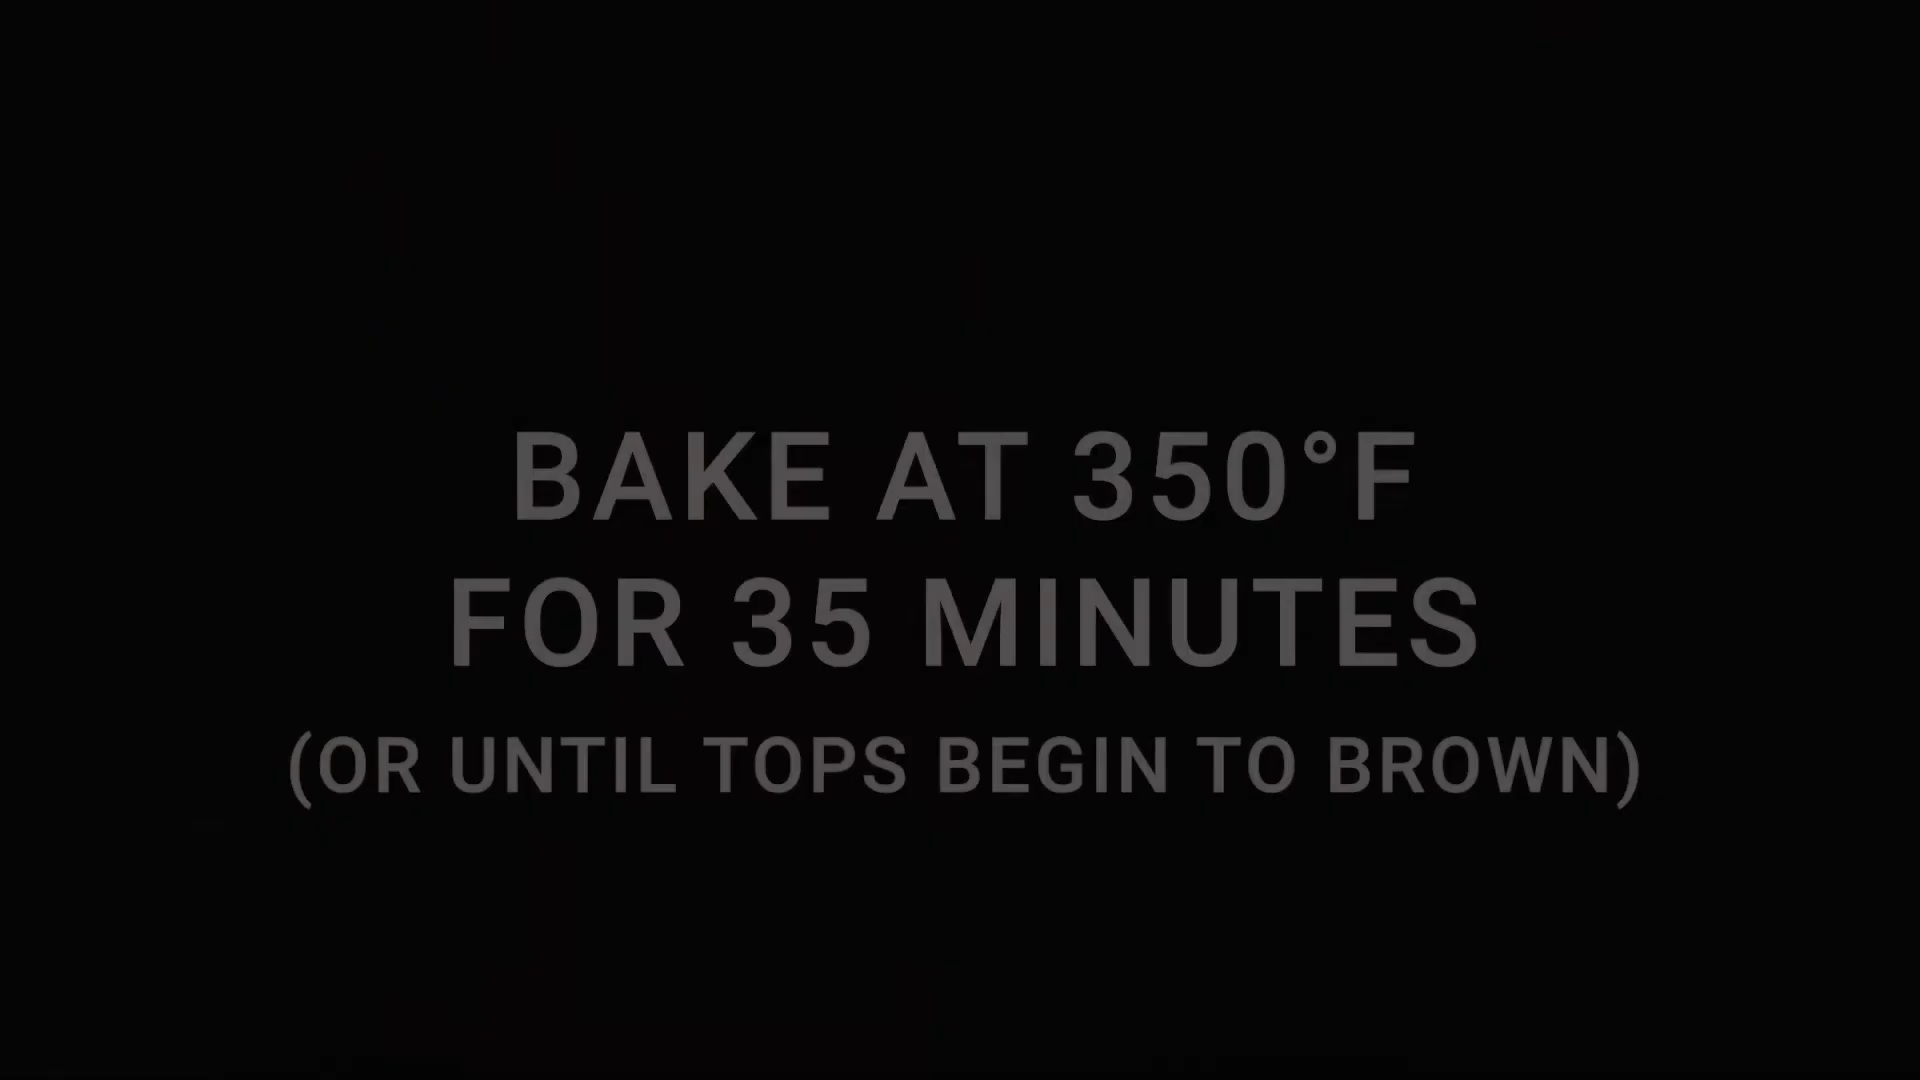 BAKE AT 350°F
FOR 35 MINUTES
(OR UNTIL TOPS BEGIN TO BROWN)